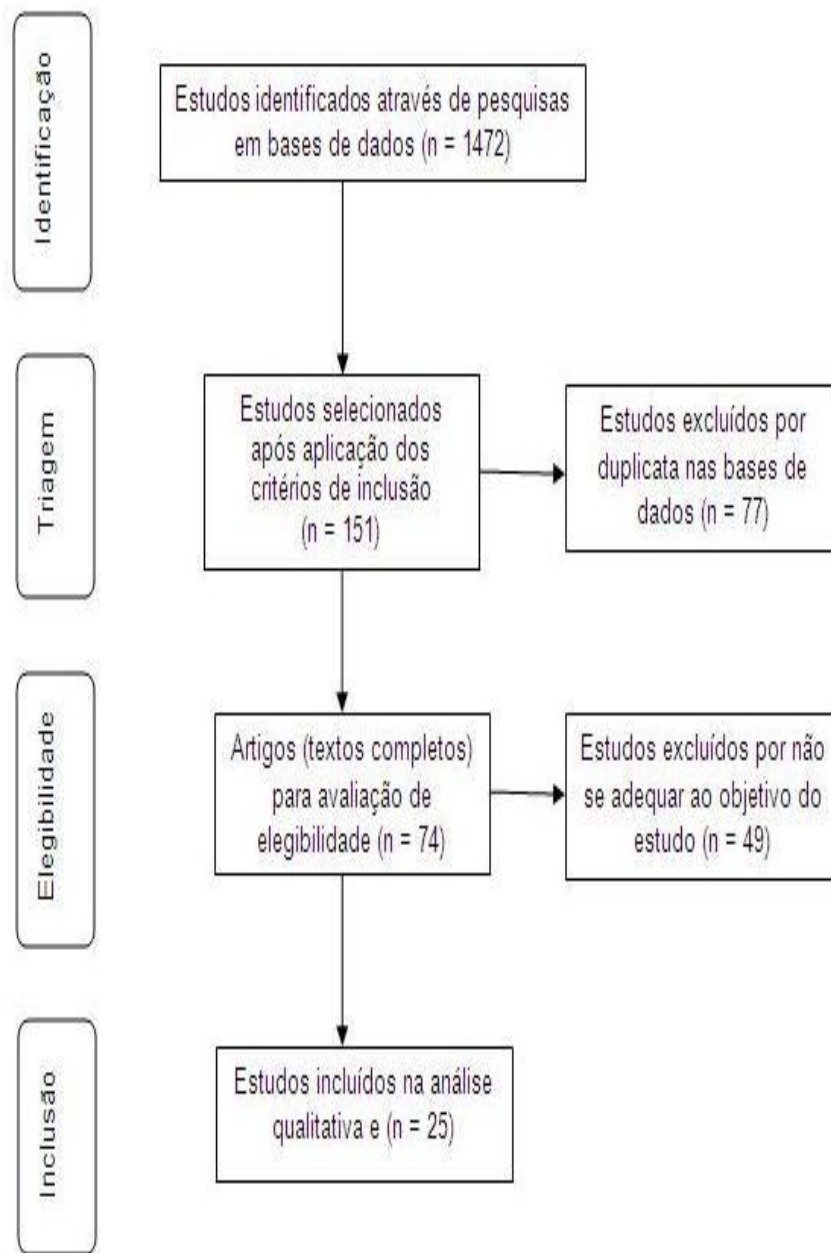 Identificação
Estudos identificados através de pesquisas
em bases de dados (n = 1472)
Triagem
Estudos selecionados
após aplicação dos
critérios de inclusão
(n = 151)
Estudos excluídos por
duplicata nas bases de
dados (n = 77)
Elegibilidade
Artigos (textos completos)
para avaliação de
elegibilidade (n = 74)
Estudos excluídos por não
se adequar ao objetivo do
estudo (n = 49)
Inclusão
Estudos incluídos na análise
qualitativa e (n = 25)